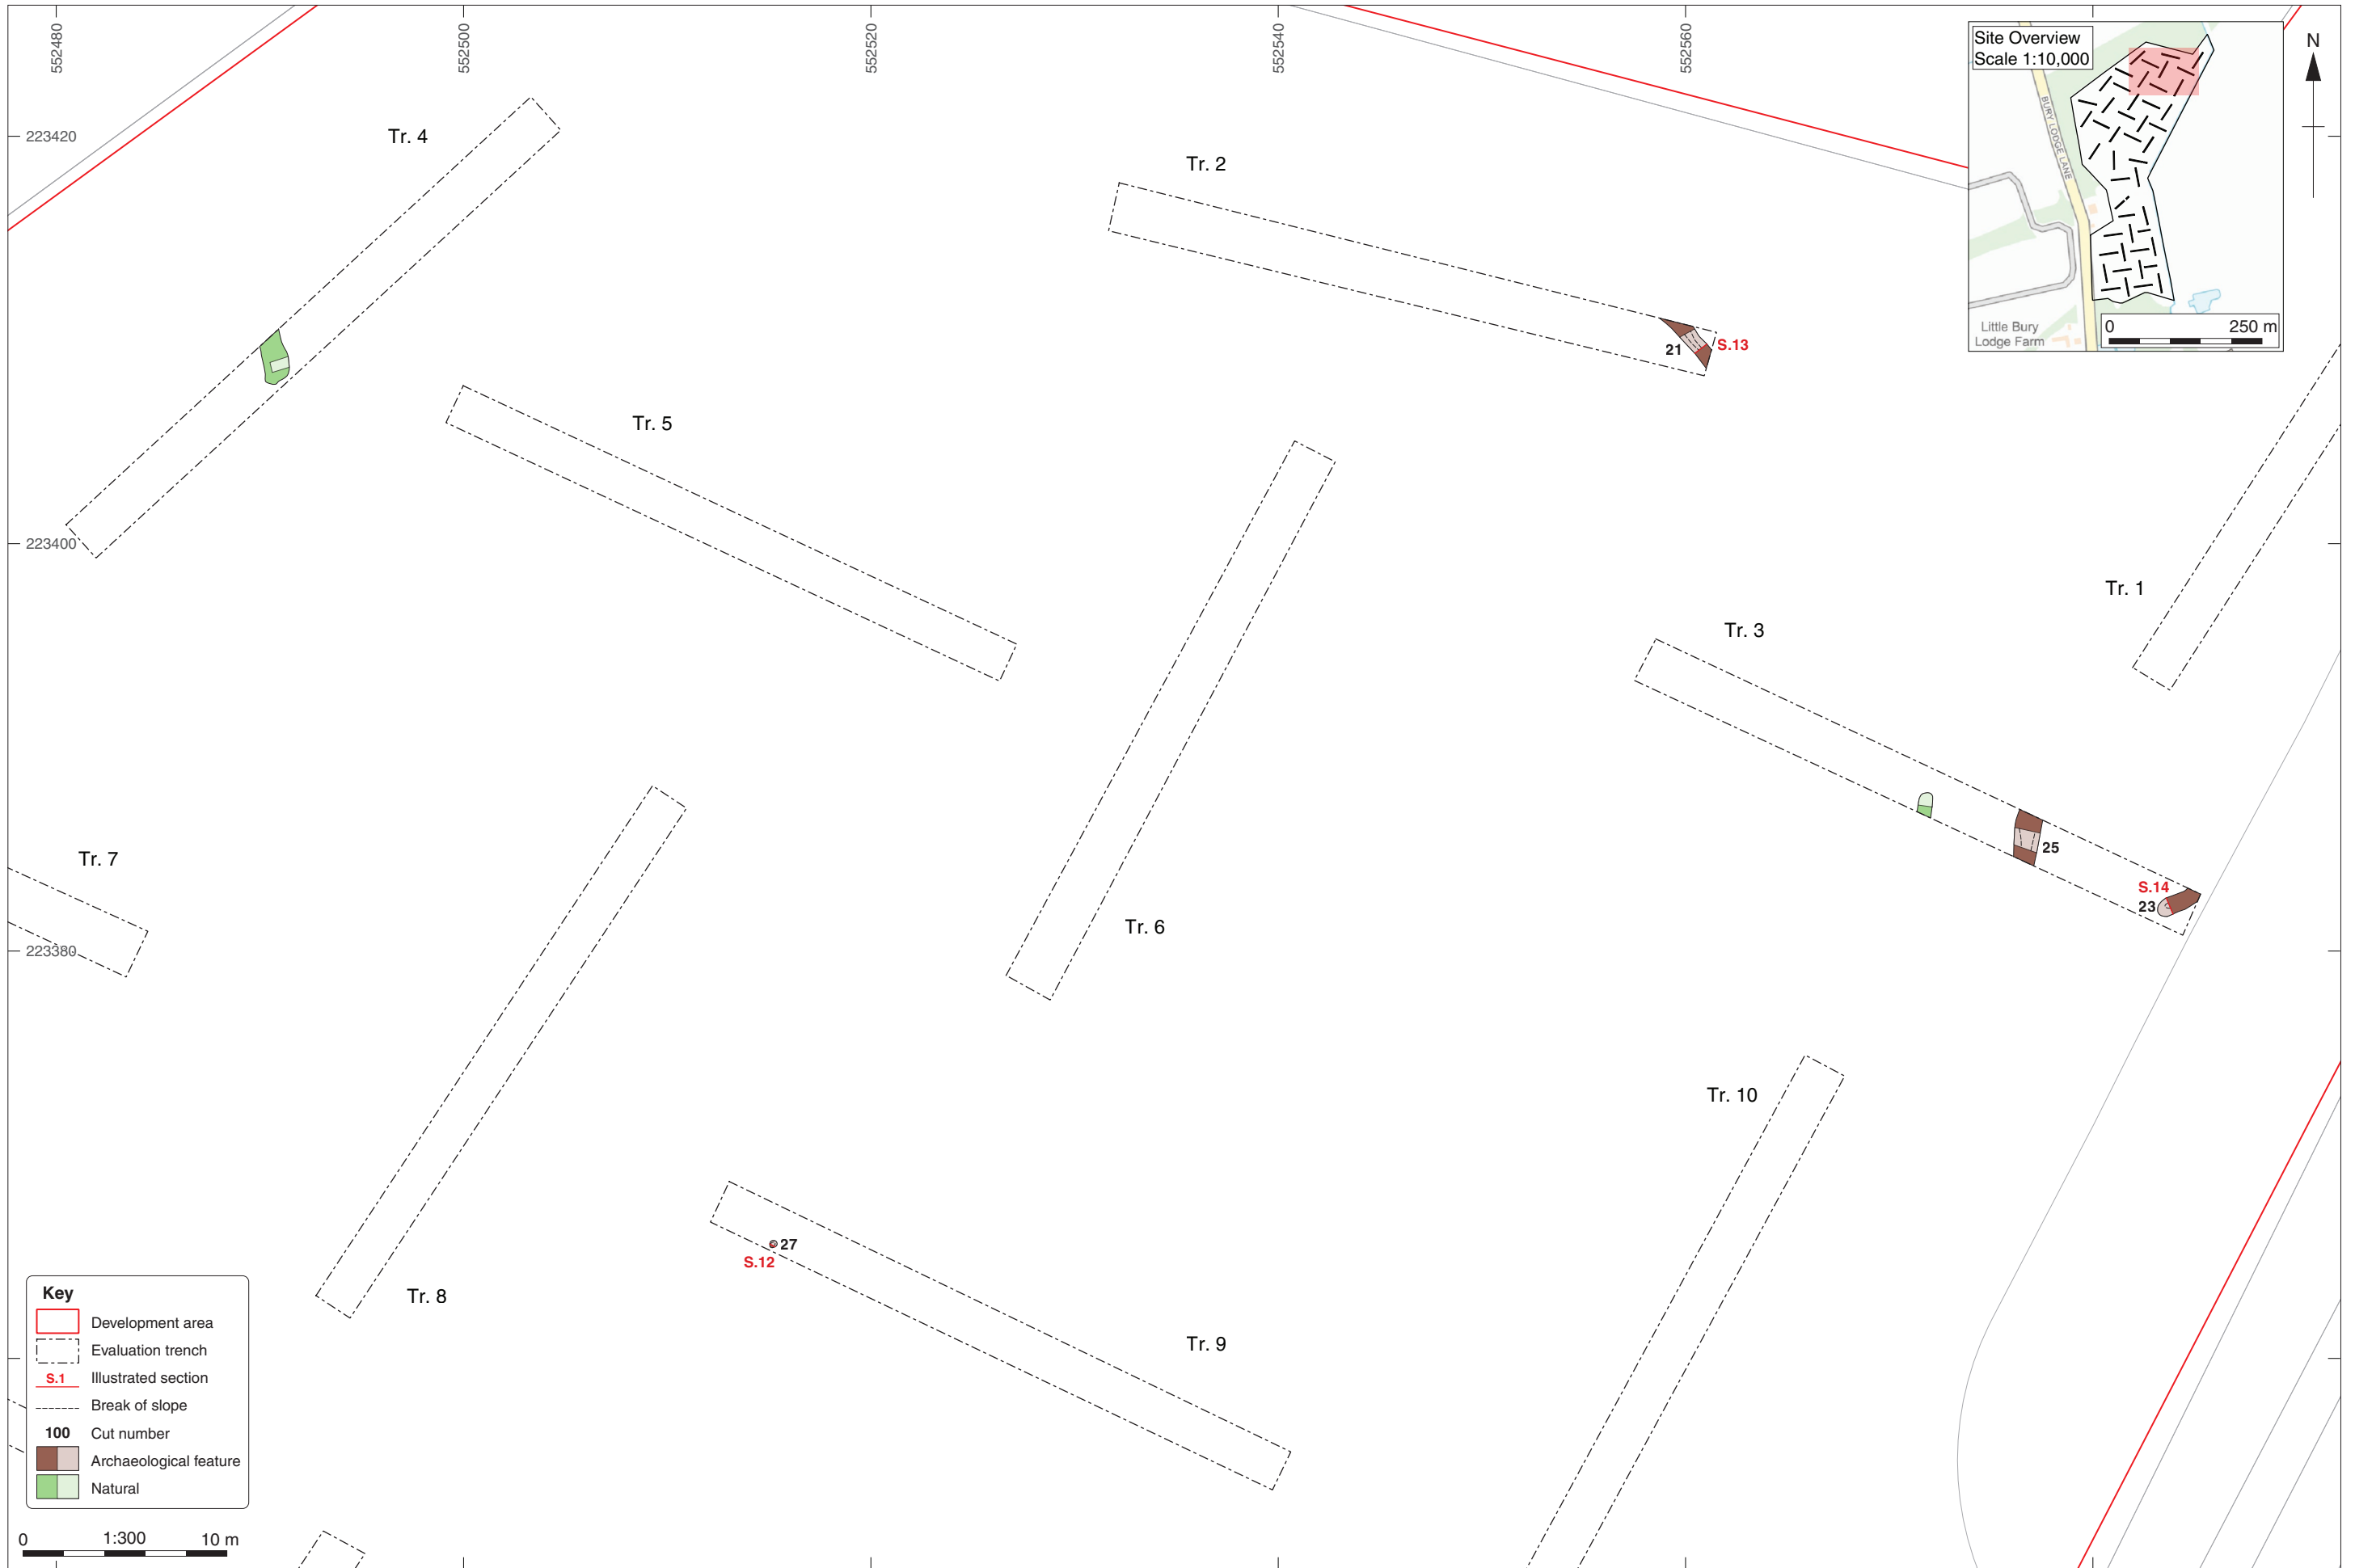 552480
552500
552520
552540
552560
Site Overview
Scale 1:10,000
N
BURY LODGE LANE
Little Bury
Lodge Farm
0 250 m
223420
Tr. 4
Tr. 2
21
S.13
Tr. 5
223400
Tr. 1
Tr. 3
25
S.14
23
Tr. 7
Tr. 6
223380
Tr. 10
27
S.12
Tr. 8
Tr. 9
Key
Development area
Evaluation trench
S.1 Illustrated section
Break of slope
100 Cut number
Archaeological feature
Natural
0 1:300 10 m